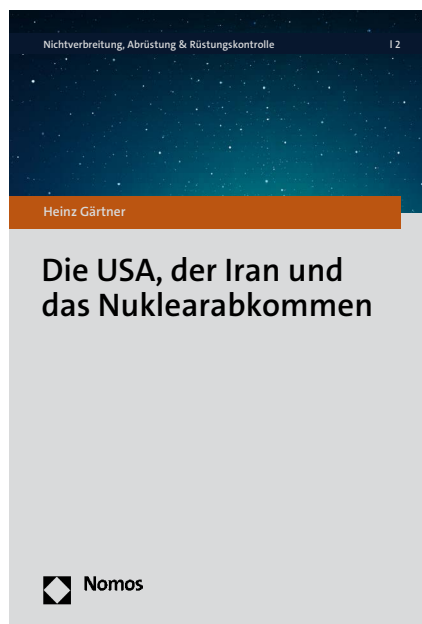 Nichtverbreitung, Abrüstung & Rüstungskontrolle | 2
Heinz Gärtner
Die USA, der Iran und
das Nuklearabkommen
Nomos